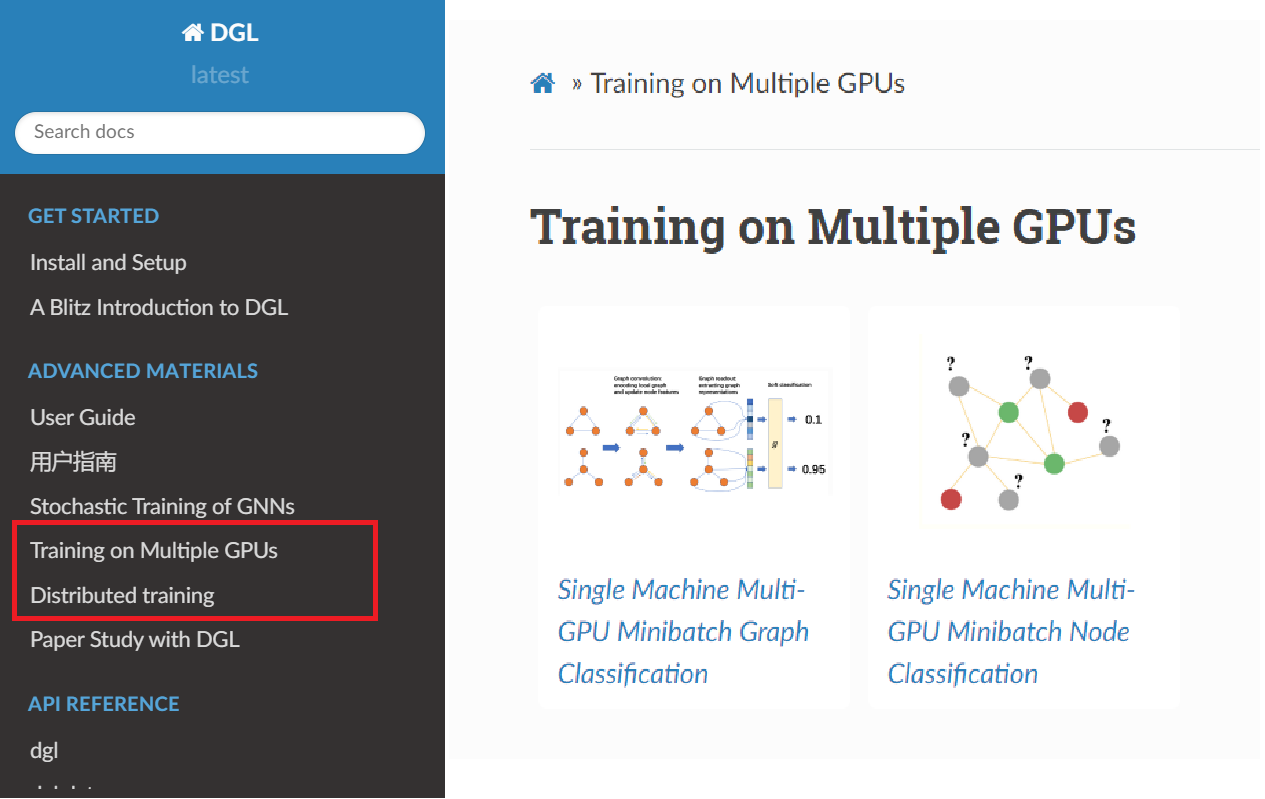 DGL
latest
Search docs
GET STARTED
Install and Setup
A Blitz Introduction to DGL
ADVANCED MATERIALS
User Guide
用户指南
Stochastic Training of GNNs
Training on Multiple GPUs
Distributed training
Paper Study with DGL
API REFERENCE
dgl
» Training on Multiple GPUs
Training on Multiple GPUs
Graph convolution:
encoding local graph
and update node features
Graph readout:
extracting graph
representations
Soft classification
0.1
0.95
Single Machine Multi-
GPU Minibatch Graph
Classification
? ?
?
?
?
Single Machine Multi-
GPU Minibatch Node
Classification